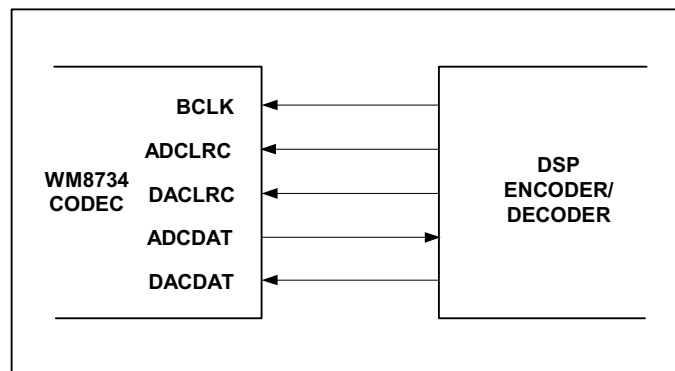 BCLK
ADCLRC
WM8734
CODEC
DACLRC
ADCDAT
DACDAT
DSP
ENCODER/
DECODER